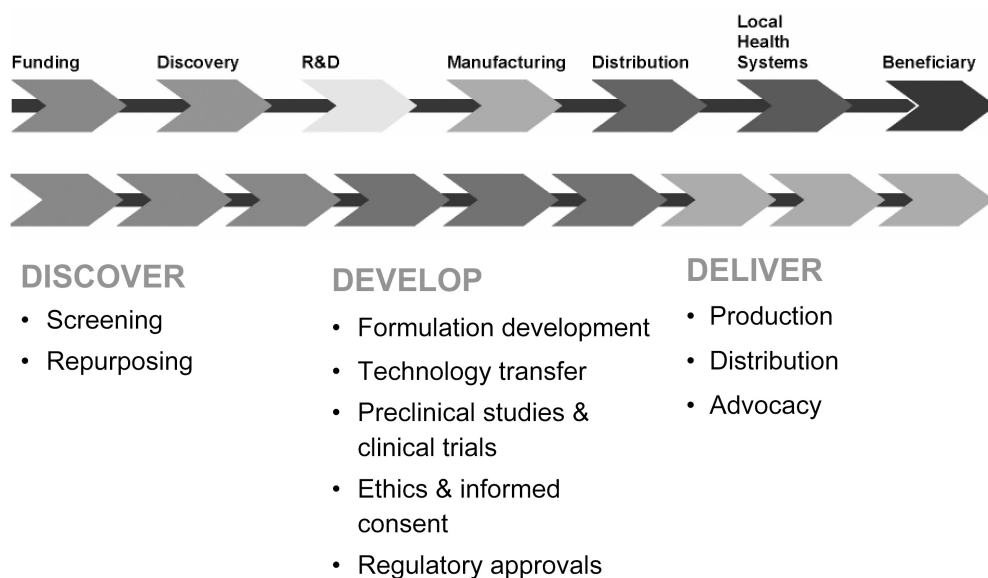 Funding
Discovery
R&D
Manufacturing
Distribution
Local
Health
Systems
Beneficiary
DISCOVER
• Screening
• Repurposing
DEVELOP
• Formulation development
• Technology transfer
• Preclinical studies &
clinical trials
• Ethics & informed
consent
• Regulatory approvals
DELIVER
• Production
• Distribution
• Advocacy